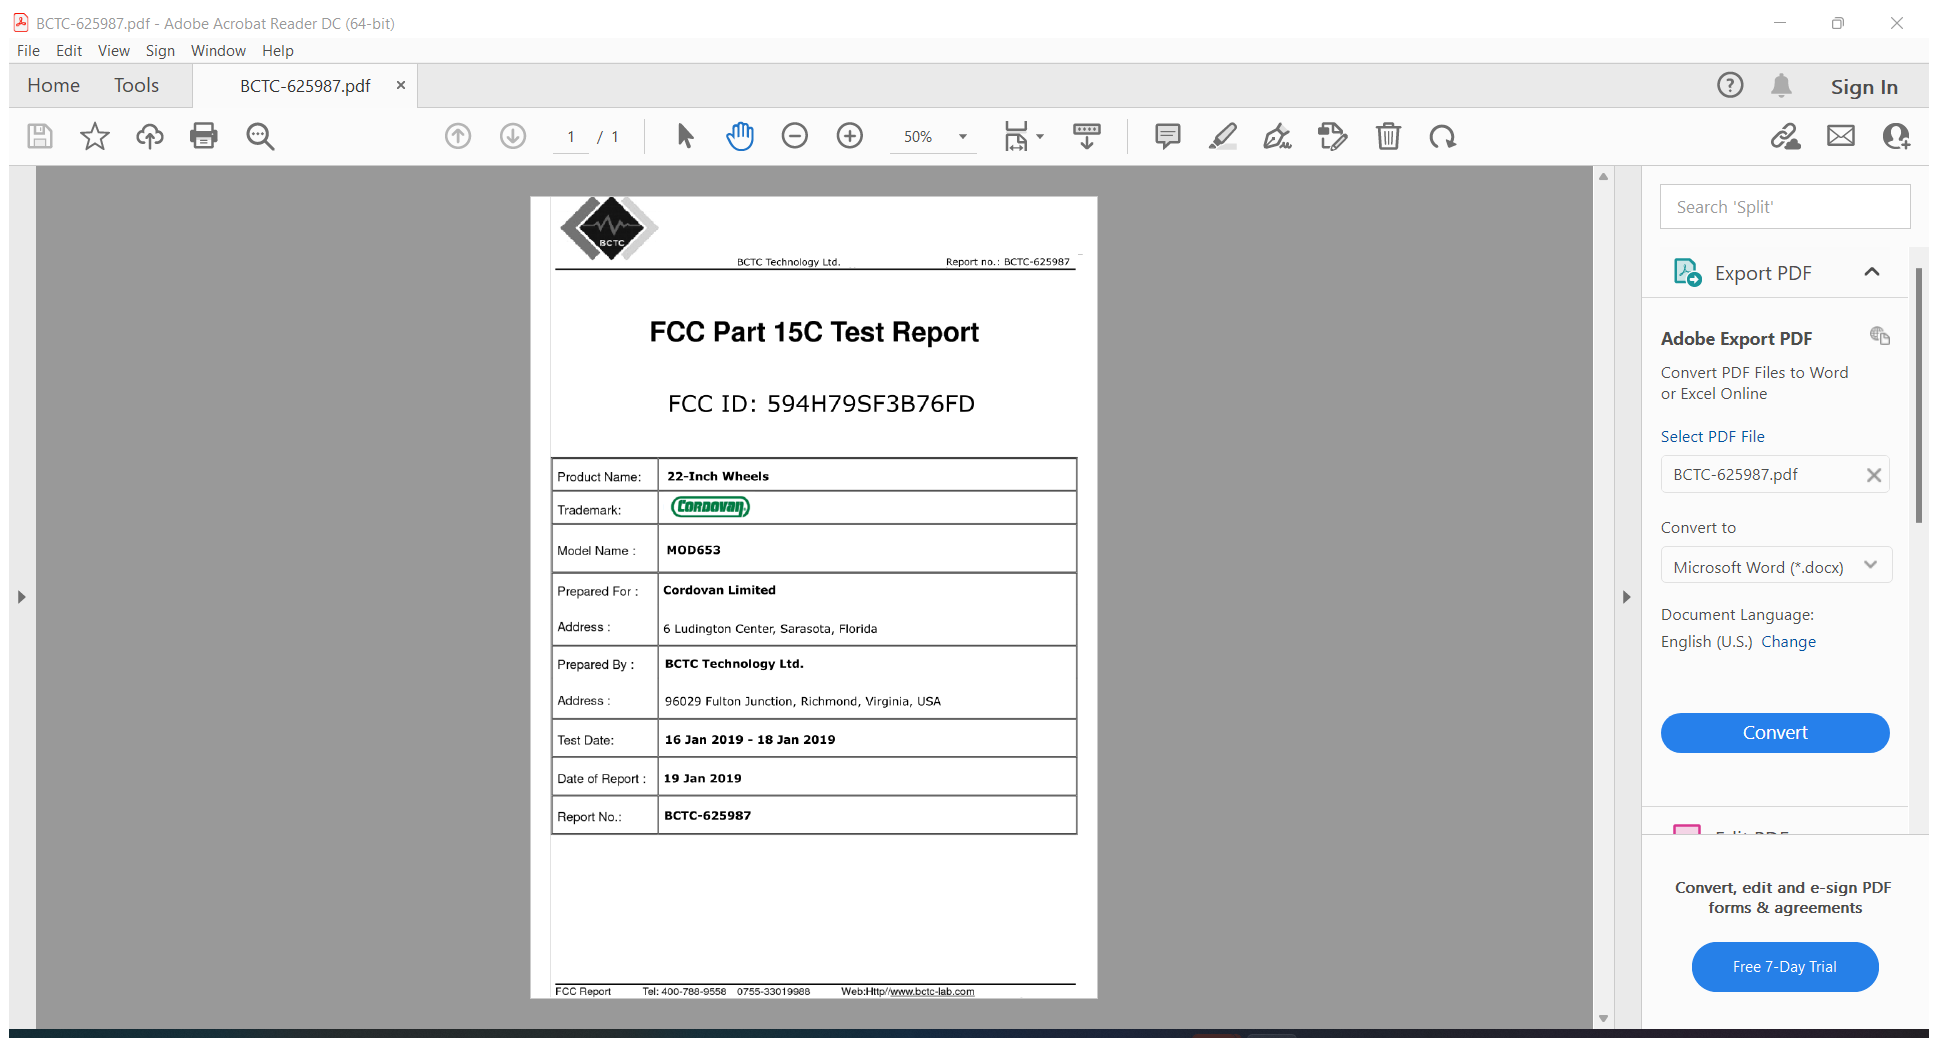 BCTC-625987.pdf - Adobe Acrobat Reader DC (64-bit)
File Edit View Sign Window Help
Home Tools BCTC-625987.pdf × Sign In
1 / 1 50%
Search 'Split'
BCTC
BCTC Technology Ltd. Report no.: BCTC-625987
FCC Part 15C Test Report
FCC ID: 594H79SF3B76FD
Product Name: 22-Inch Wheels
Trademark: CORDOVAN
Model Name : MOD653
Prepared For : Cordovan Limited
Address : 6 Ludington Center, Sarasota, Florida
Prepared By : BCTC Technology Ltd.
Address : 96029 Fulton Junction, Richmond, Virginia, USA
Test Date: 16 Jan 2019 - 18 Jan 2019
Date of Report : 19 Jan 2019
Report No.: BCTC-625987
FCC Report Tel: 400-788-9558 0755-33019988 Web:Http//www.bctc-lab.com
Export PDF
Adobe Export PDF
Convert PDF Files to Word
or Excel Online
Select PDF File
BCTC-625987.pdf
Convert to
Microsoft Word (*.docx)
Document Language:
English (U.S.) Change
Convert
Edit PDF
Convert, edit and e-sign PDF
forms & agreements
Free 7-Day Trial